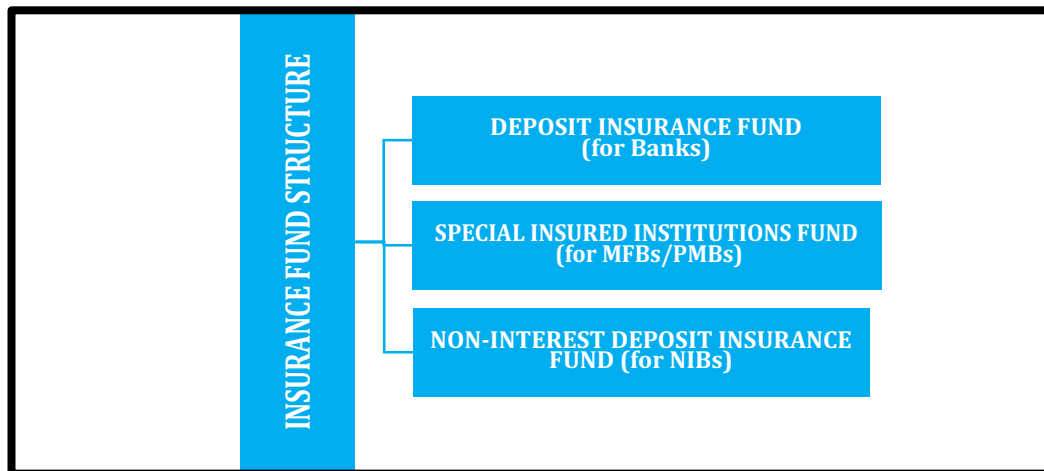 INSURANCE FUND STRUCTURE
DEPOSIT INSURANCE FUND
(for Banks)
SPECIAL INSURED INSTITUTIONS FUND
(for MFBs/PMBs)
NON-INTEREST DEPOSIT INSURANCE
FUND (for NIBs)